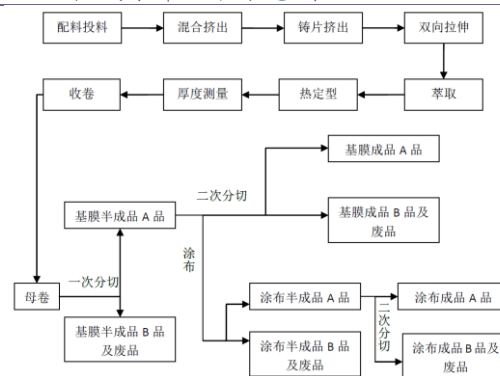 配料投料
混合挤出
铸片挤出
双向拉伸
收卷
厚度测量
热定型
萃取
基膜成品 A 品
二次分切
基膜半成品 A 品
基膜成品 B 品及
废品
涂布
一次分切
母卷
涂布半成品 A 品
涂布成品 A 品
二次分切
基膜半成品 B 品
及废品
涂布半成品 B 品
及废品
涂布成品 B 品及
废品